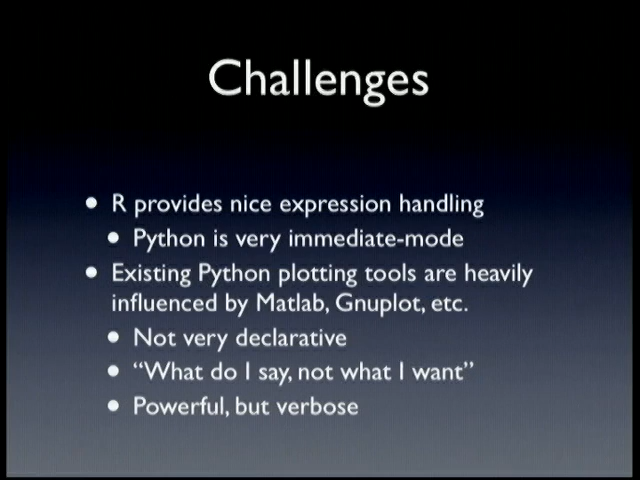 Challenges
• R provides nice expression handling
• Python is very immediate-mode
• Existing Python plotting tools are heavily
influenced by Matlab, Gnuplot, etc.
• Not very declarative
• “What do I say, not what I want”
• Powerful, but verbose